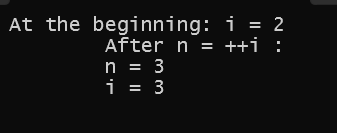 At the beginning: i = 2
After n = ++i :
n = 3
i = 3